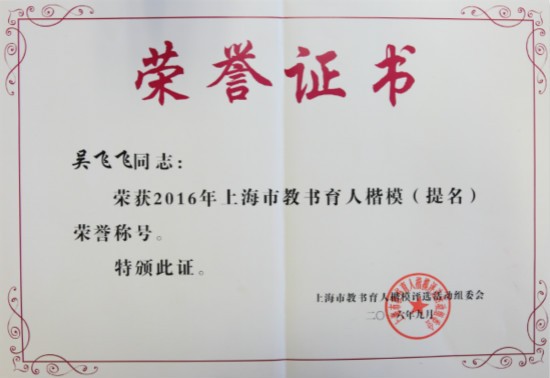 荣誉证书
吴飞飞同志：
荣获2016年上海市教书育人楷模（提名）
荣誉称号。
特颁此证。
上海市教书育人楷模评选活动组委会
二〇一六年九月